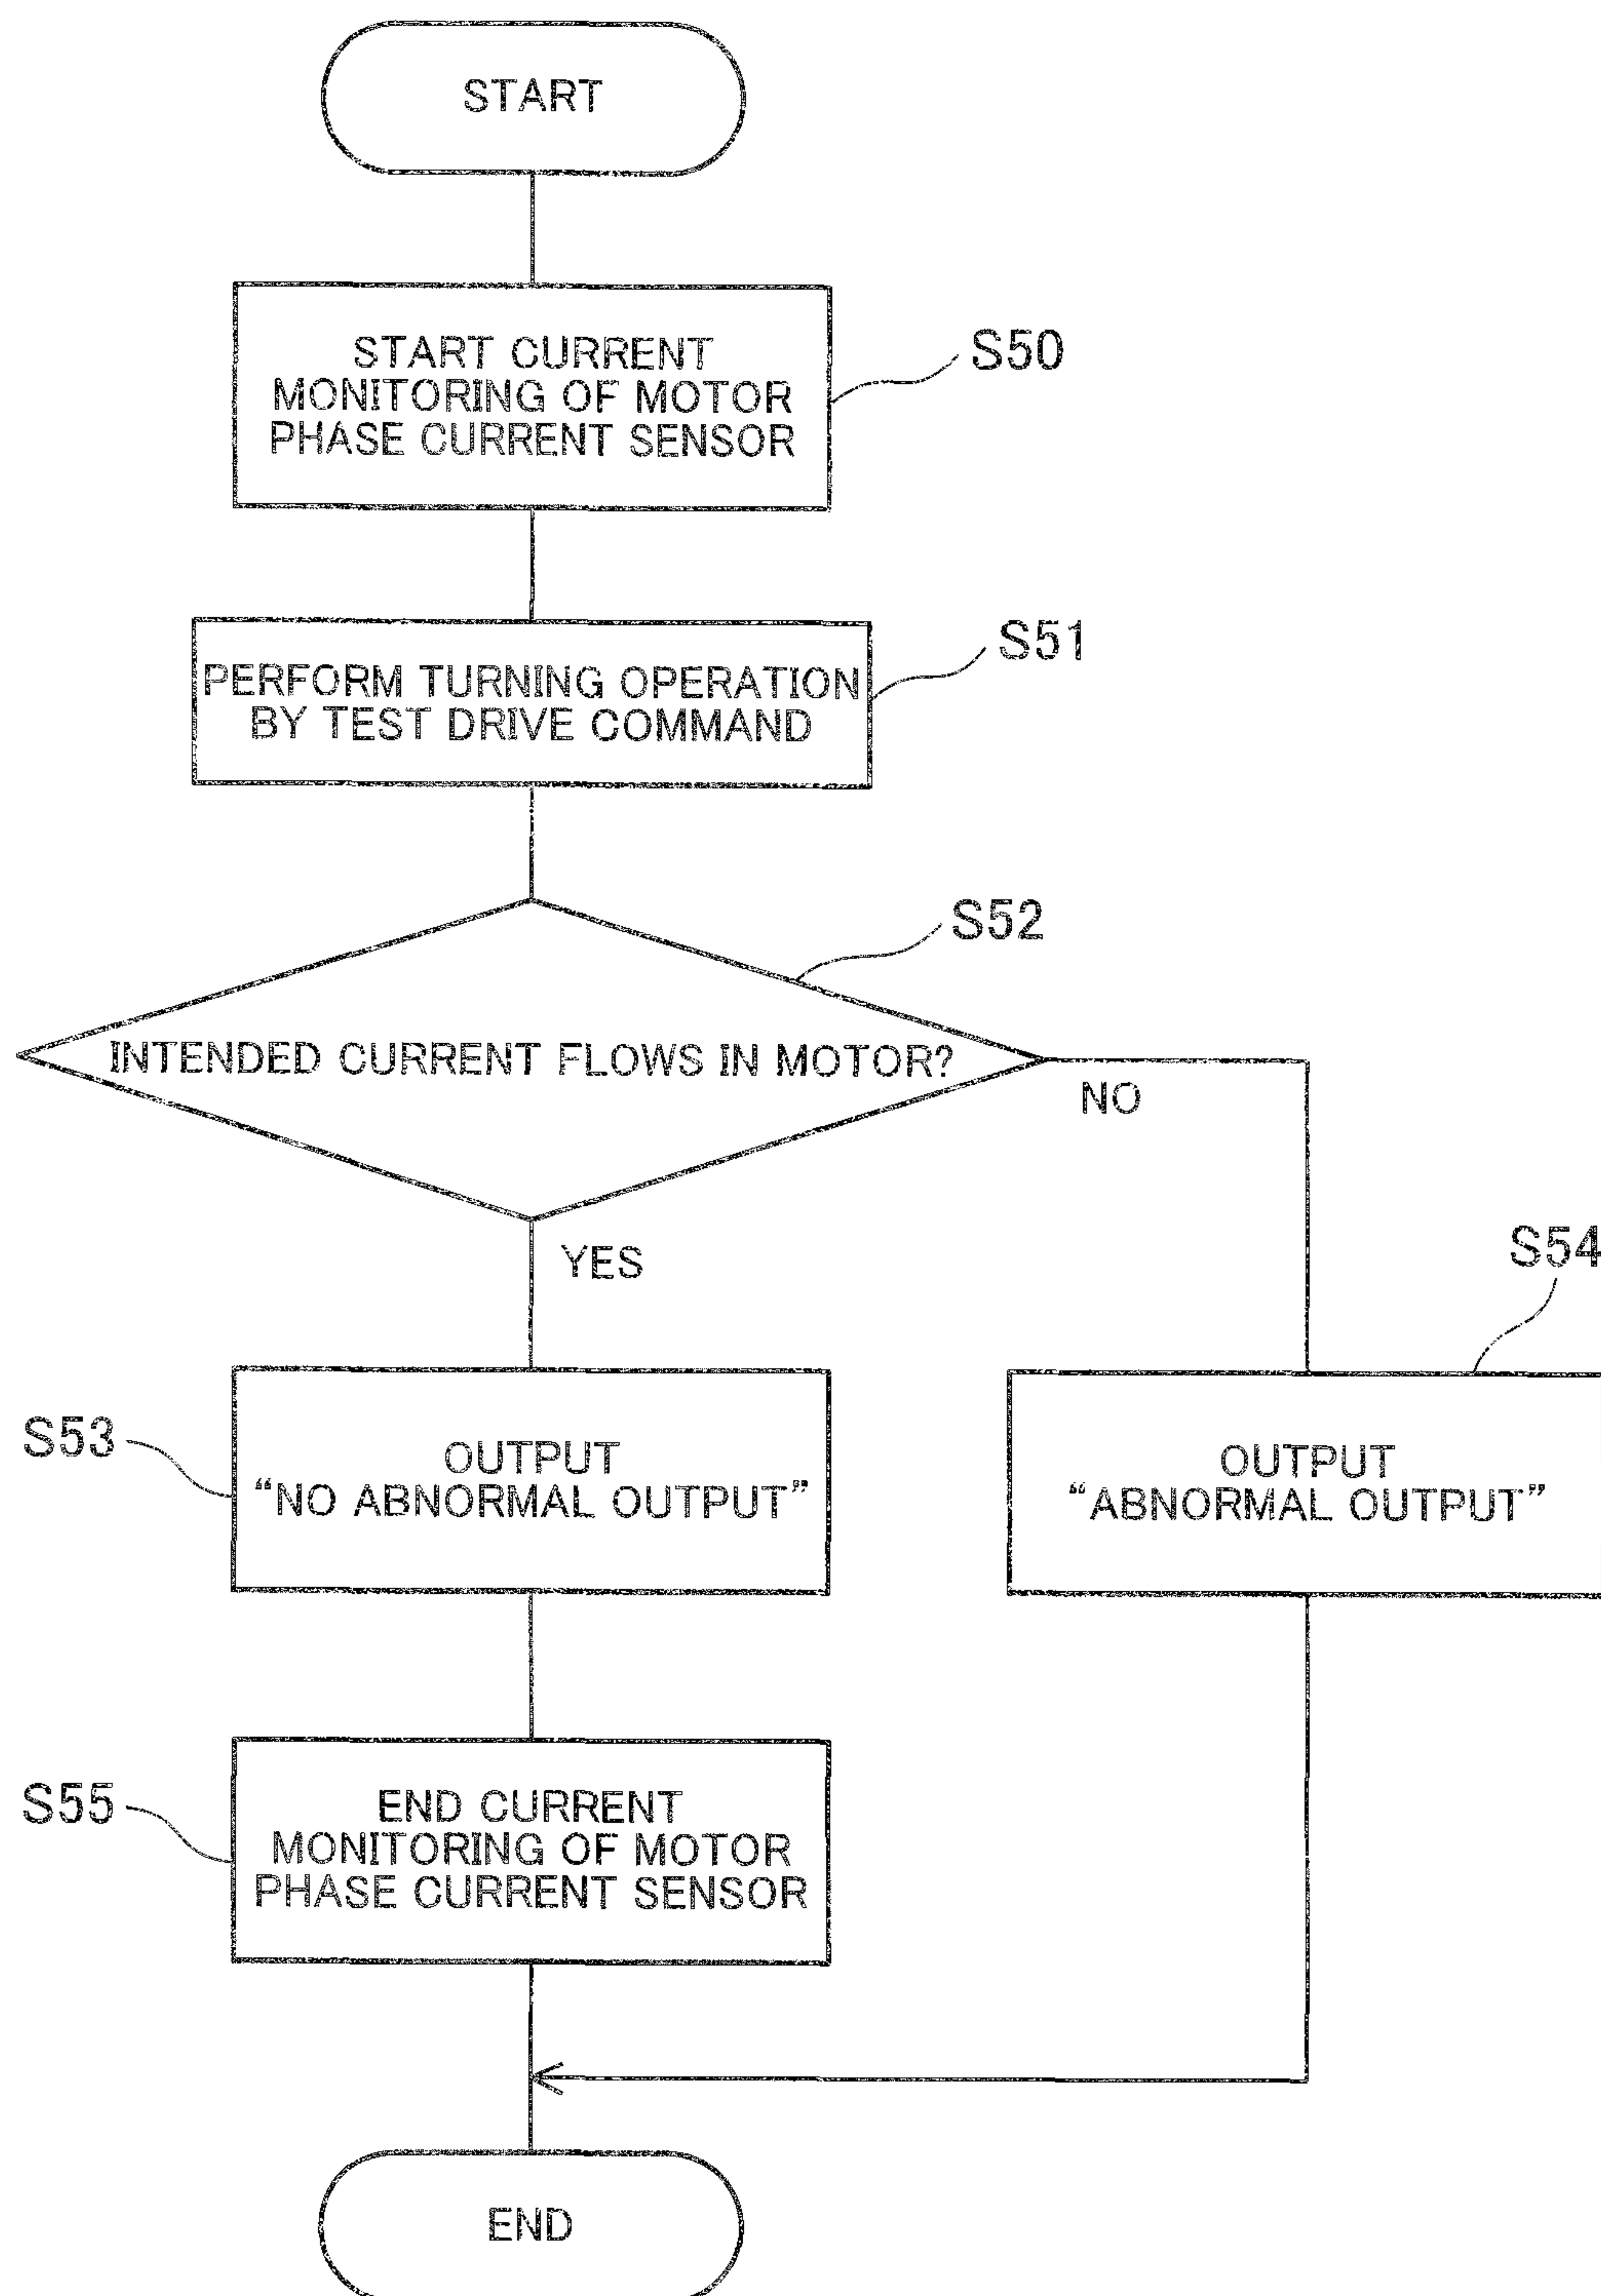 START
START CURRENT
MONITORING OF MOTOR
PHASE CURRENT SENSOR
S50
PERFORM TURNING OPERATION
BY TEST DRIVE COMMAND
S51
S52
INTENDED CURRENT FLOWS IN MOTOR?
NO
YES
S54
S53
OUTPUT
“NO ABNORMAL OUTPUT”
OUTPUT
“ABNORMAL OUTPUT”
S55
END CURRENT
MONITORING OF MOTOR
PHASE CURRENT SENSOR
END